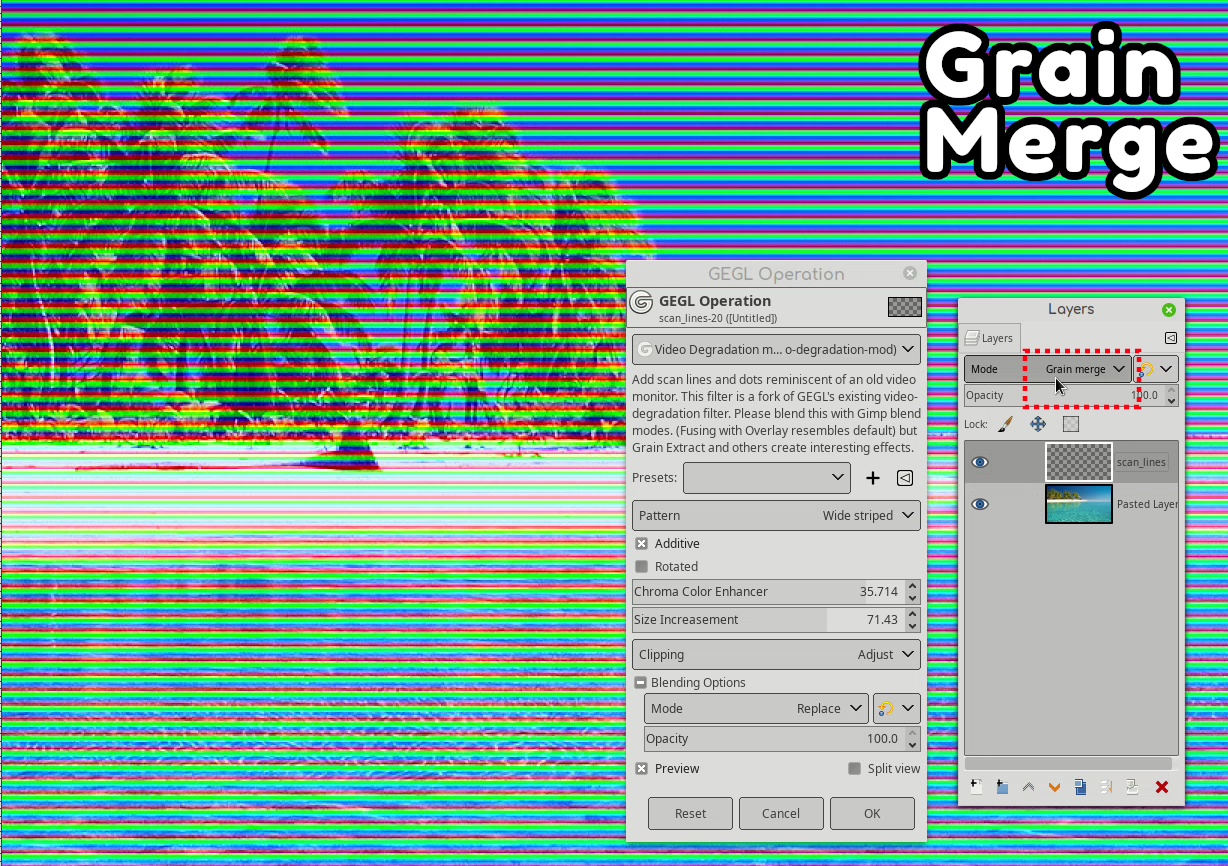 Grain
Merge
GEGL Operation
GEGL Operation
scan_lines-20 ([Untitled])
Video Degradation m... o-degradation-mod)
Add scan lines and dots reminiscent of an old video
monitor. This filter is a fork of GEGL's existing video-
degradation filter. Please blend this with Gimp blend
modes. (Fusing with Overlay resembles default) but
Grain Extract and others create interesting effects.
Presets:
Pattern Wide striped
Additive
Rotated
Chroma Color Enhancer 35.714
Size Increasement 71.43
Clipping Adjust
Blending Options
Mode Replace
Opacity 100.0
Preview Split view
Reset Cancel OK
Layers
Layers
Mode Grain merge
Opacity 100.0
Lock:
scan_lines
Pasted Layer